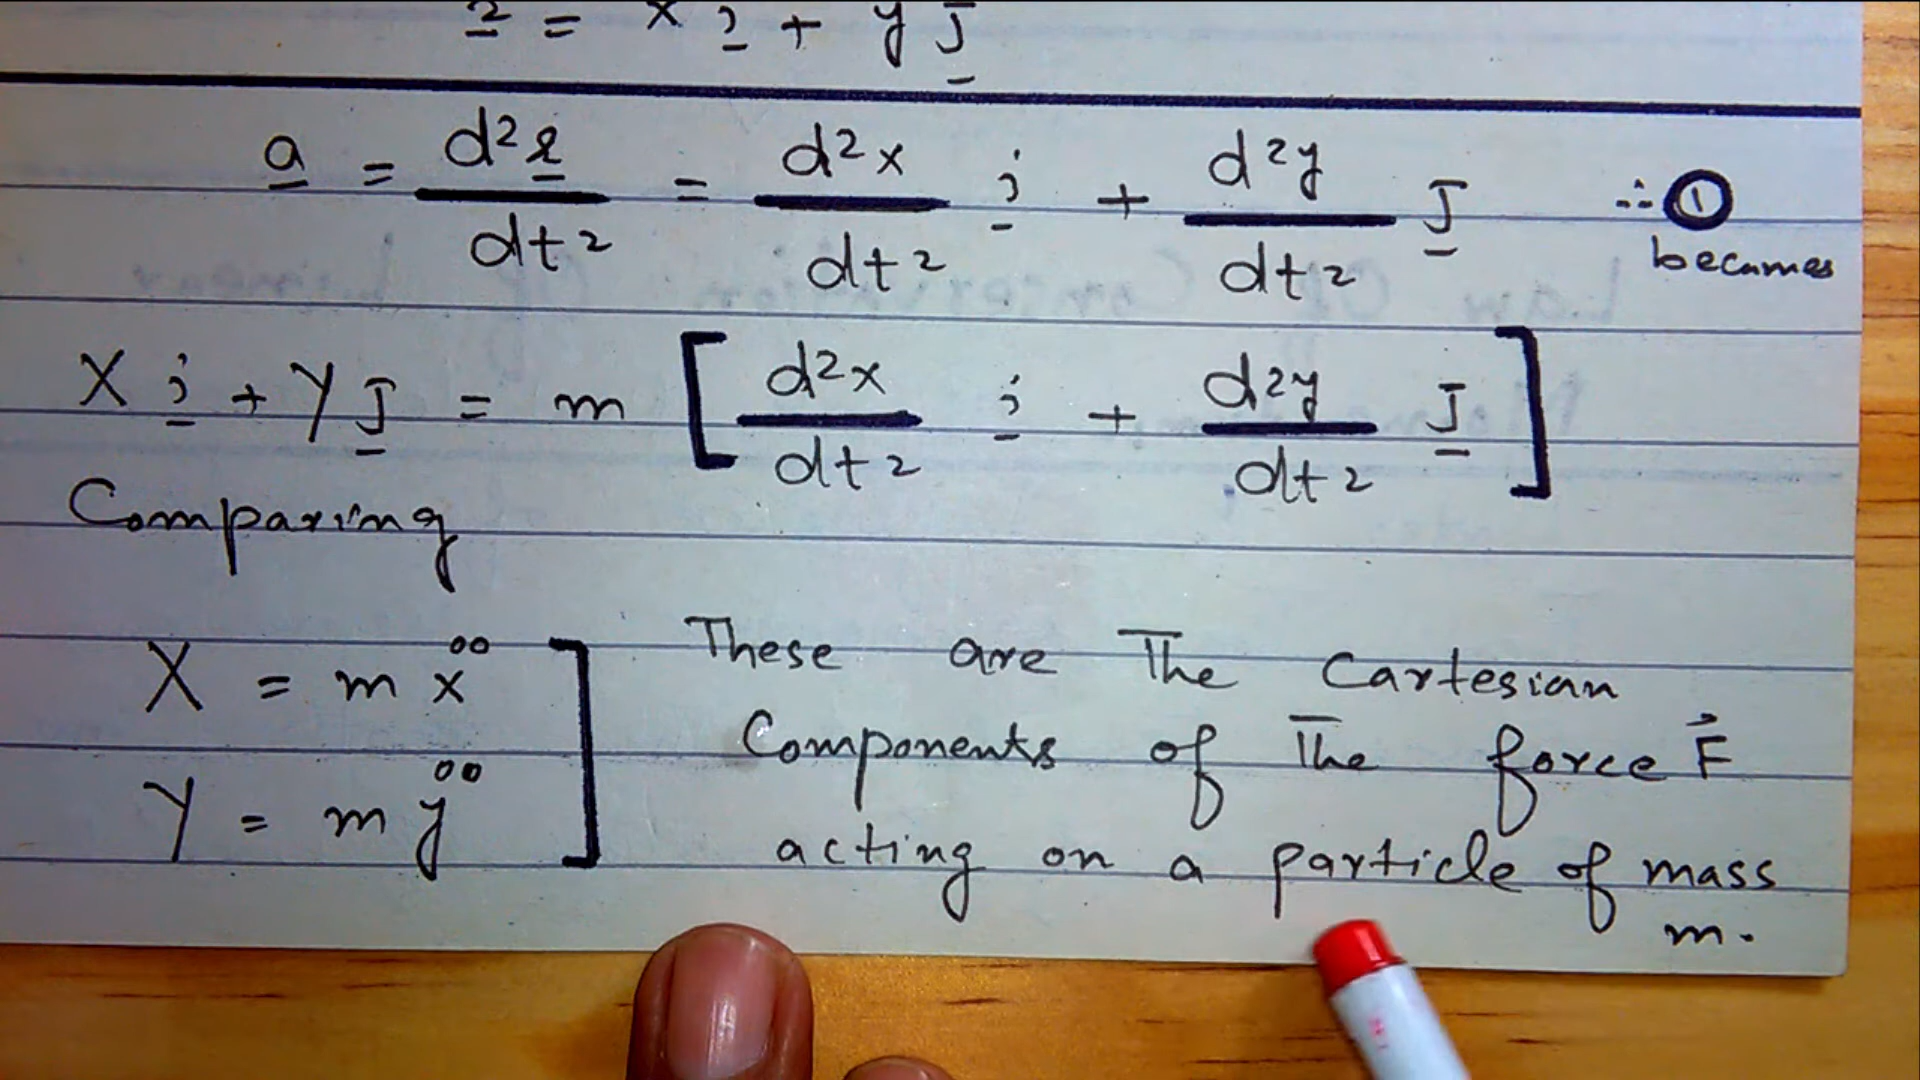 r = x i + y j
a = d²r/dt² = d²x/dt² i + d²y/dt² j ∴ ① becomes
X i + Y j = m [ d²x/dt² i + d²y/dt² j ]
Comparing
X = m ẍ
Y = m ÿ
These are The Cartesian
Components of The force F⃗
acting on a particle of mass
m.